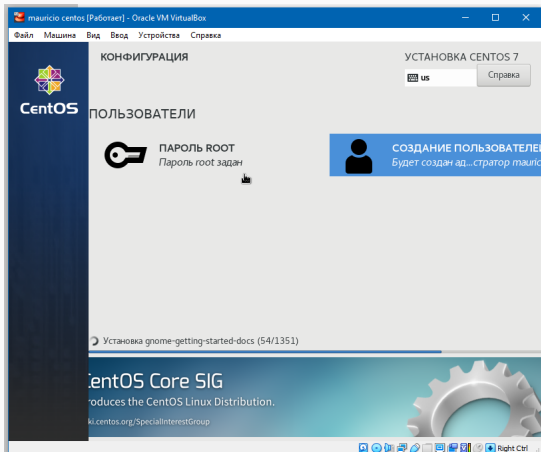 mauricio centos [Работает] - Oracle VM VirtualBox
Файл Машина Вид Ввод Устройства Справка
КОНФИГУРАЦИЯ
УСТАНОВКА CENTOS 7
us
Справка
CentOS
ПОЛЬЗОВАТЕЛИ
ПАРОЛЬ ROOT
Пароль root задан
СОЗДАНИЕ ПОЛЬЗОВАТЕЛЕ
Будет создан ад...стратор mauric
Установка gnome-getting-started-docs (54/1351)
CentOS Core SIG
roduces the CentOS Linux Distribution.
ki.centos.org/SpecialInterestGroup
Right Ctrl